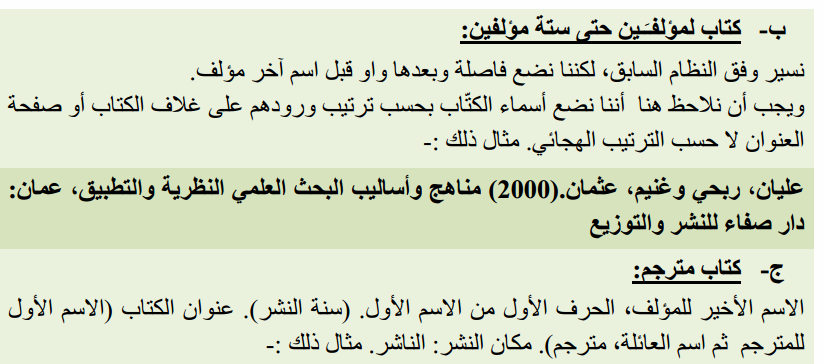 ب- كتاب لمؤلفَين حتى ستة مؤلفين:
نسير وفق النظام السابق، لكننا نضع فاصلة وبعدها واو قبل اسم آخر مؤلف.
ويجب أن نلاحظ هنا أننا نضع أسماء الكتّاب بحسب ترتيب ورودهم على غلاف الكتاب أو صفحة
العنوان لا حسب الترتيب الهجائي. مثال ذلك :-
عليان، ربحي وغنيم، عثمان.(2000) مناهج وأساليب البحث العلمي النظرية والتطبيق، عمان:
دار صفاء للنشر والتوزيع
ج- كتاب مترجم:
الاسم الأخير للمؤلف، الحرف الأول من الاسم الأول. (سنة النشر). عنوان الكتاب (الاسم الأول
للمترجم ثم اسم العائلة، مترجم). مكان النشر: الناشر. مثال ذلك :-